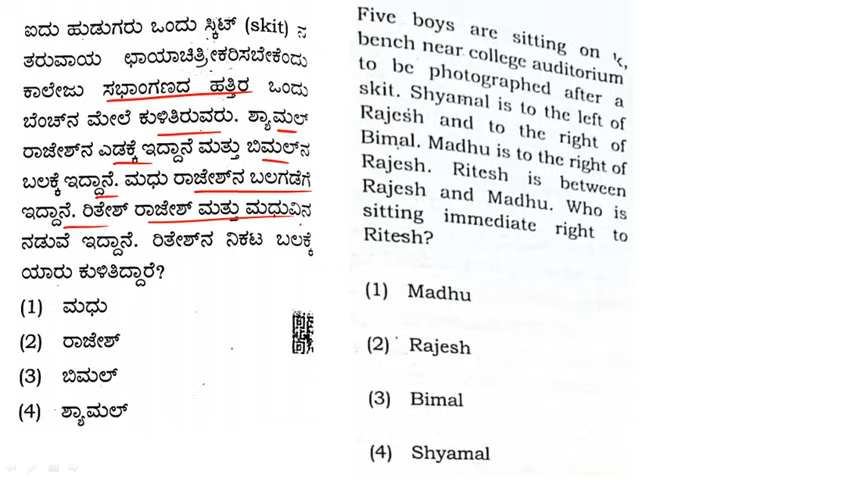 ಐದು ಹುಡುಗರು ಒಂದು ಸ್ಕಿಟ್ (skit) ನ
ತರುವಾಯ ಛಾಯಾಚಿತ್ರೀಕರಿಸಬೇಕೆಂದು
ಕಾಲೇಜು ಸಭಾಂಗಣದ ಹತ್ತಿರ ಒಂದು
ಬೆಂಚ್‌ನ ಮೇಲೆ ಕುಳಿತಿರುವರು. ಶ್ಯಾಮಲ್
ರಾಜೇಶ್‌ನ ಎಡಕ್ಕೆ ಇದ್ದಾನೆ ಮತ್ತು ಬಿಮಲ್‌ನ
ಬಲಕ್ಕೆ ಇದ್ದಾನೆ. ಮಧು ರಾಜೇಶ್‌ನ ಬಲಗಡೆಗೆ
ಇದ್ದಾನೆ. ರಿತೇಶ್ ರಾಜೇಶ್ ಮತ್ತು ಮಧುವಿನ
ನಡುವೆ ಇದ್ದಾನೆ. ರಿತೇಶ್‌ನ ನಿಕಟ ಬಲಕ್ಕೆ
ಯಾರು ಕುಳಿತಿದ್ದಾರೆ?
(1) ಮಧು
(2) ರಾಜೇಶ್
(3) ಬಿಮಲ್
(4) ಶ್ಯಾಮಲ್
Five boys are sitting on
bench near college auditorium
to be photographed after a
skit. Shyamal is to the left of
Rajesh and to the right of
Bimal. Madhu is to the right of
Rajesh. Ritesh is between
Rajesh and Madhu. Who is
sitting immediate right to
Ritesh?
(1) Madhu
(2) Rajesh
(3) Bimal
(4) Shyamal